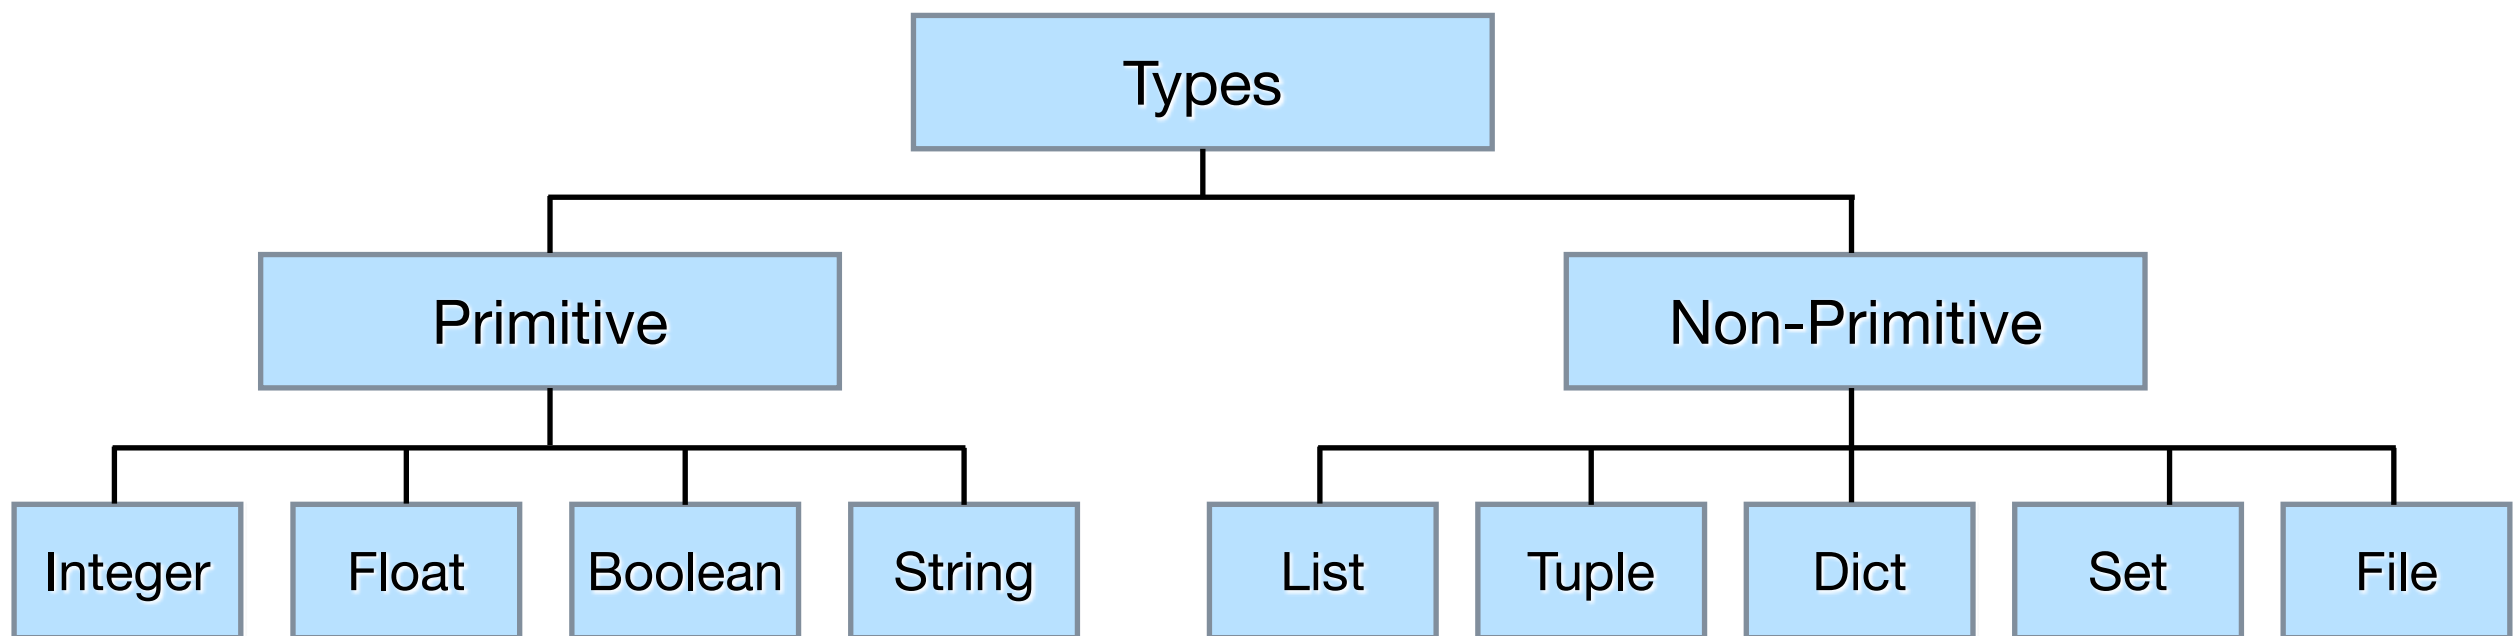 Types
Primitive
Non-Primitive
Integer
Float
Boolean
String
List
Tuple
Dict
Set
File